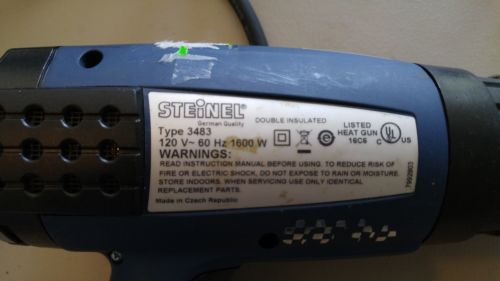 STEINEL
German Quality
DOUBLE INSULATED
Type 3483
120 V~ 60 Hz 1600 W
LISTED
HEAT GUN
16C6
C UL US
WARNINGS:
READ INSTRUCTION MANUAL BEFORE USING. TO REDUCE RISK OF
FIRE OR ELECTRIC SHOCK, DO NOT EXPOSE TO RAIN OR MOISTURE.
STORE INDOORS. WHEN SERVICING USE ONLY IDENTICAL
REPLACEMENT PARTS.
Made in Czech Republic